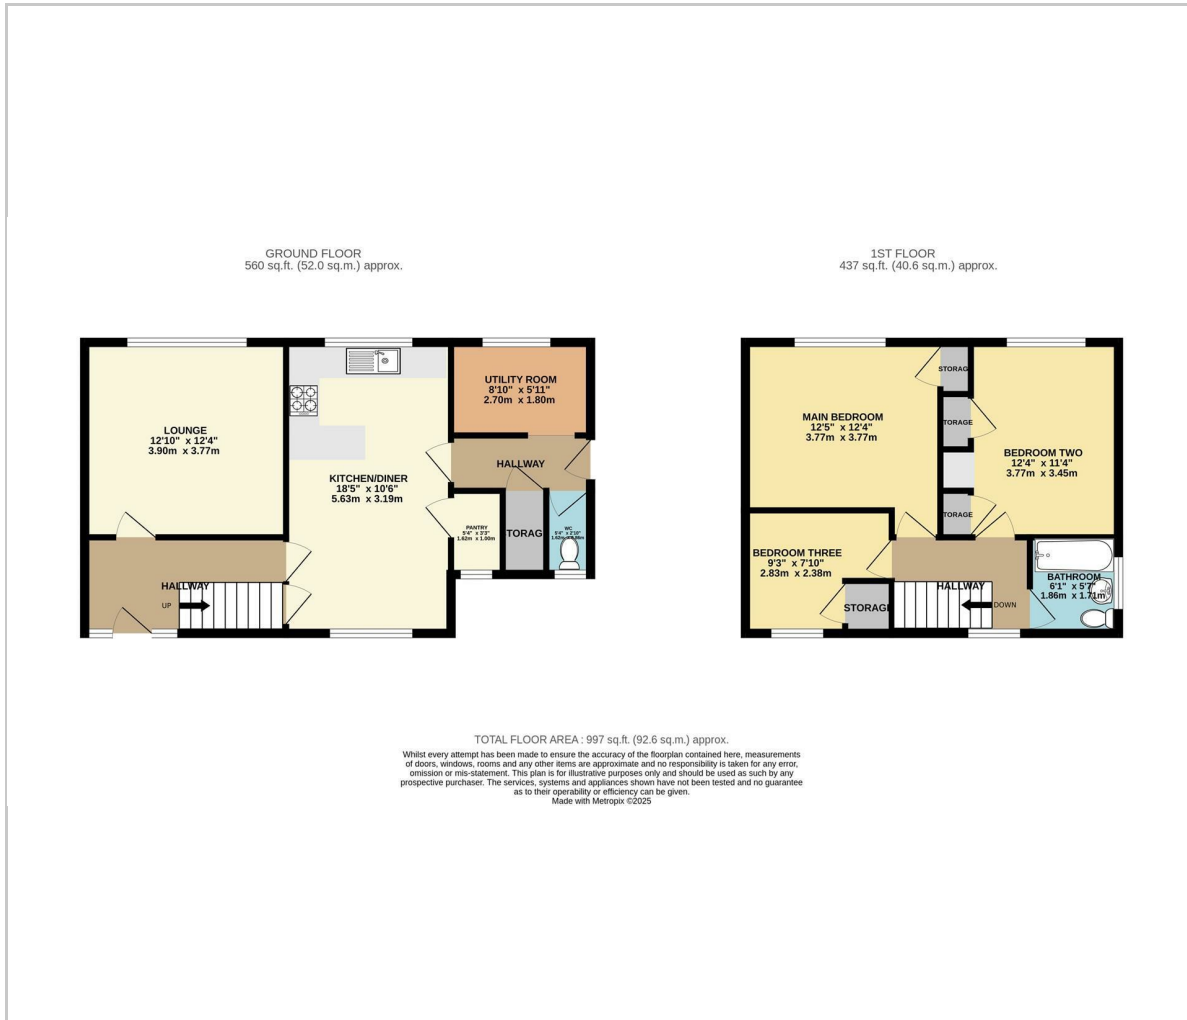 GROUND FLOOR
560 sq.ft. (52.0 sq.m.) approx.
LOUNGE
12'10" x 12'4"
3.90m x 3.77m
KITCHEN/DINER
18'5" x 10'6"
5.63m x 3.19m
UTILITY ROOM
8'10" x 5'11"
2.70m x 1.80m
HALLWAY
PANTRY
5'4" x 3'3"
1.62m x 1.00m
TORAG
WC
HALLWAY
UP
1ST FLOOR
437 sq.ft. (40.6 sq.m.) approx.
MAIN BEDROOM
12'5" x 12'4"
3.77m x 3.77m
STORAG
TORAGE
BEDROOM TWO
12'4" x 11'4"
3.77m x 3.45m
TORAGE
BEDROOM THREE
9'3" x 7'10"
2.83m x 2.38m
STORAGE
HALLWAY
DOWN
BATHROOM
6'1" x 5'7"
1.86m x 1.71m
TOTAL FLOOR AREA : 997 sq.ft. (92.6 sq.m.) approx.
Whilst every attempt has been made to ensure the accuracy of the floorplan contained here, measurements
of doors, windows, rooms and any other items are approximate and no responsibility is taken for any error,
omission or mis-statement. This plan is for illustrative purposes only and should be used as such by any
prospective purchaser. The services, systems and appliances shown have not been tested and no guarantee
as to their operability or efficiency can be given.
Made with Metropix ©2025